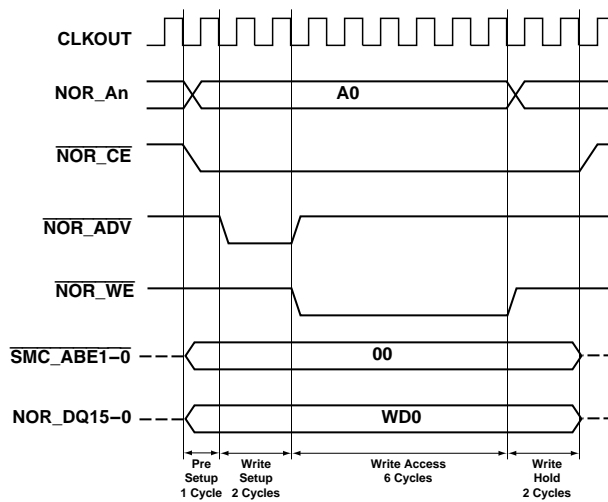 CLKOUT
NOR_An
A0
NOR_CE
NOR_ADV
NOR_WE
SMC_ABE1–0
00
NOR_DQ15–0
WD0
Pre
Setup
1 Cycle
Write
Setup
2 Cycles
Write Access
6 Cycles
Write
Hold
2 Cycles